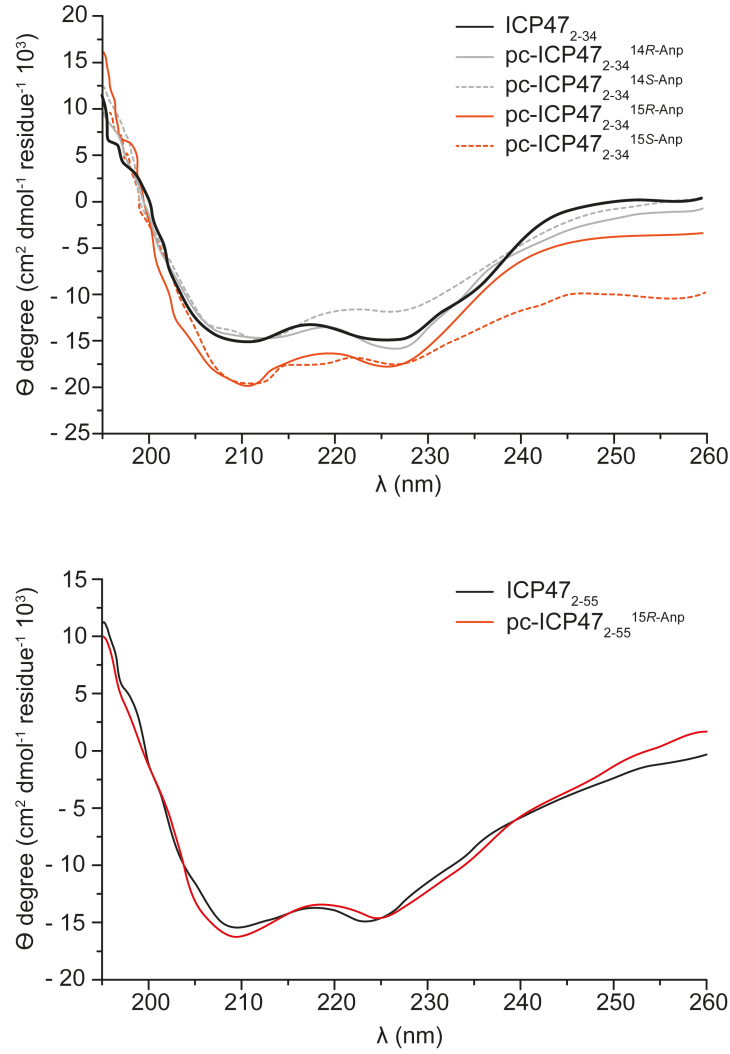 20
15
10
5
0
- 5
- 10
- 15
- 20
- 25
Θ degree (cm² dmol⁻¹ residue⁻¹ 10³)
ICP47₂₋₃₄
pc-ICP47₂₋₃₄ 14R-Anp
pc-ICP47₂₋₃₄ 14S-Anp
pc-ICP47₂₋₃₄ 15R-Anp
pc-ICP47₂₋₃₄ 15S-Anp
200 210 220 230 240 250 260
λ (nm)
15
10
5
0
- 5
- 10
- 15
- 20
Θ degree (cm² dmol⁻¹ residue⁻¹ 10³)
ICP47₂₋₅₅
pc-ICP47₂₋₅₅ 15R-Anp
200 210 220 230 240 250 260
λ (nm)